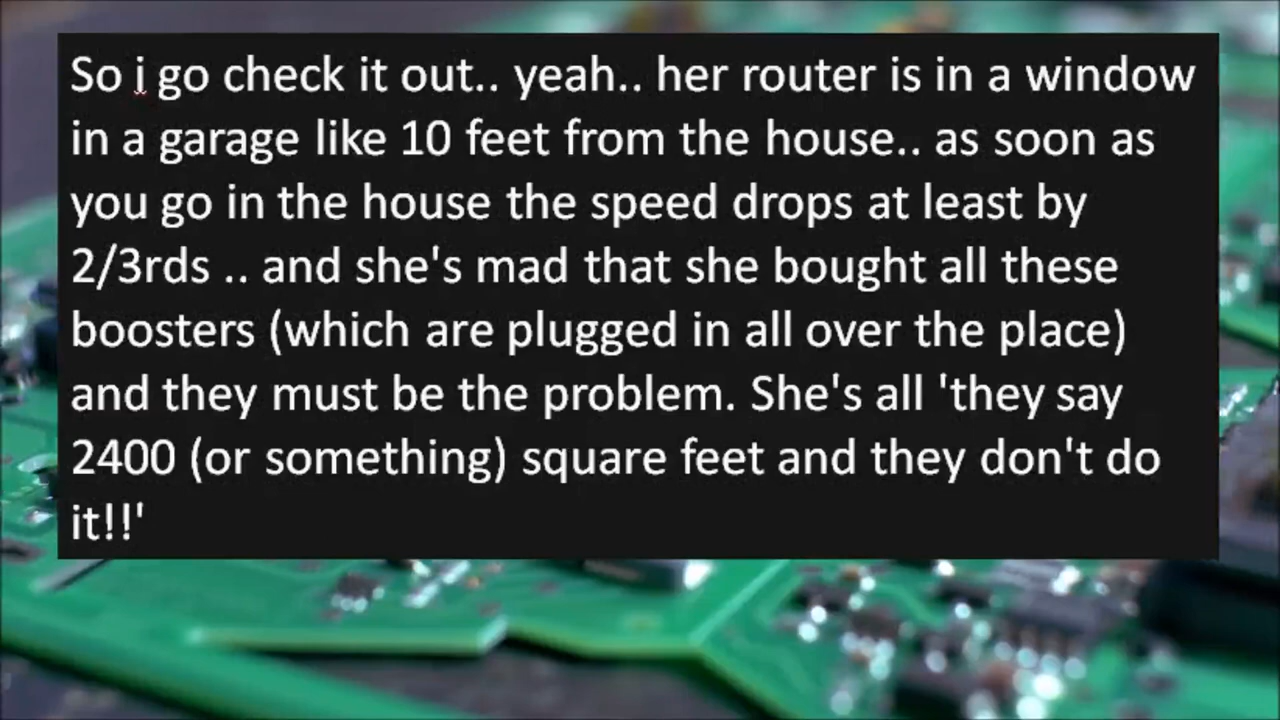 So i go check it out.. yeah.. her router is in a window
in a garage like 10 feet from the house.. as soon as
you go in the house the speed drops at least by
2/3rds .. and she's mad that she bought all these
boosters (which are plugged in all over the place)
and they must be the problem. She's all 'they say
2400 (or something) square feet and they don't do
it!!'